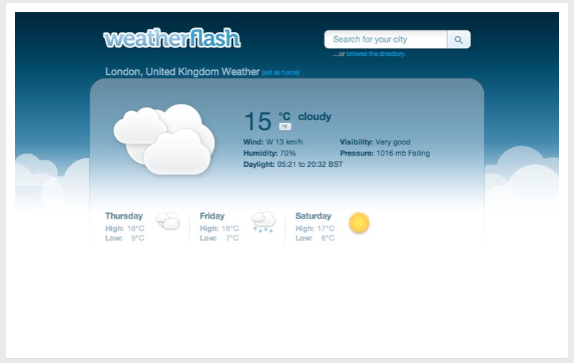 weatherflash
Search for your city
...or browse the directory.
London, United Kingdom Weather (set as home)
15 °C cloudy
°F
Wind: W 13 km/h Visibility: Very good
Humidity: 70% Pressure: 1016 mb Falling
Daylight: 05:21 to 20:32 BST
Thursday
High: 18°C
Low: 9°C
Friday
High: 16°C
Low: 7°C
Saturday
High: 17°C
Low: 6°C